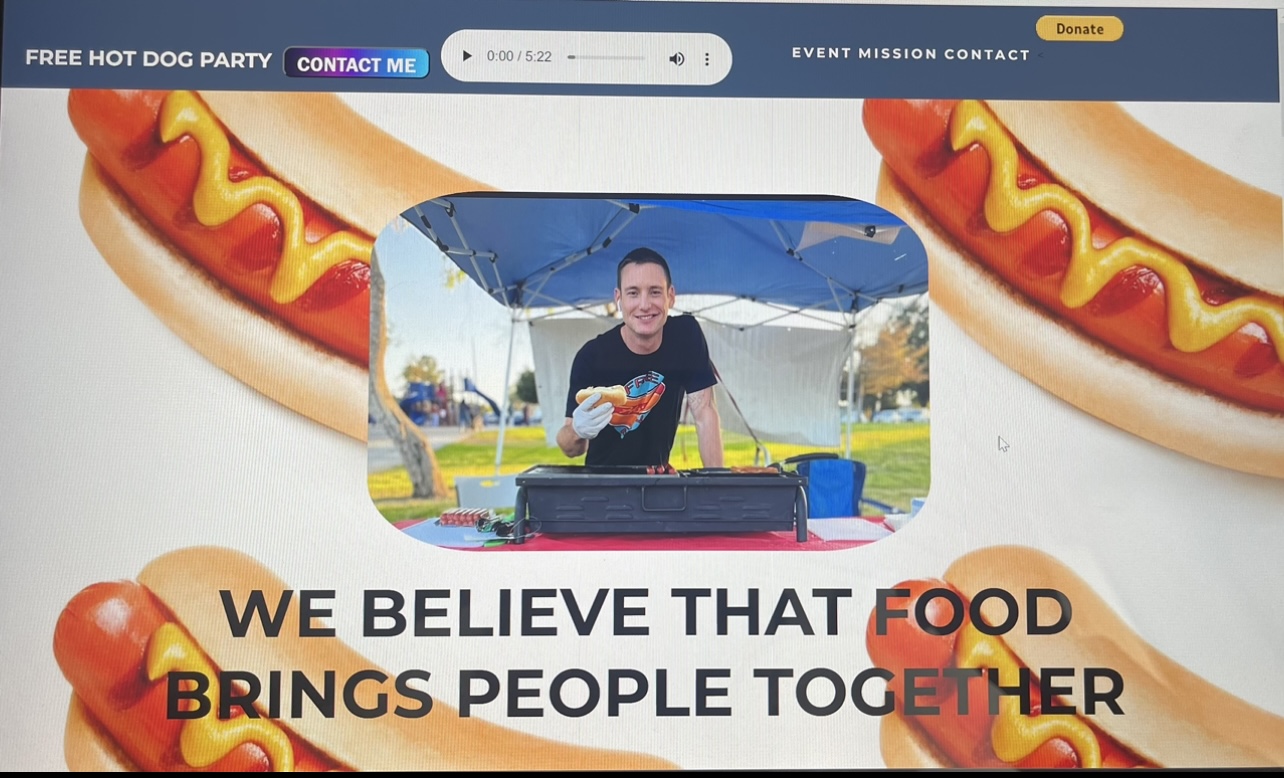 Donate
FREE HOT DOG PARTY
CONTACT ME
0:00 / 5:22
EVENT MISSION CONTACT <
WE BELIEVE THAT FOOD
BRINGS PEOPLE TOGETHER